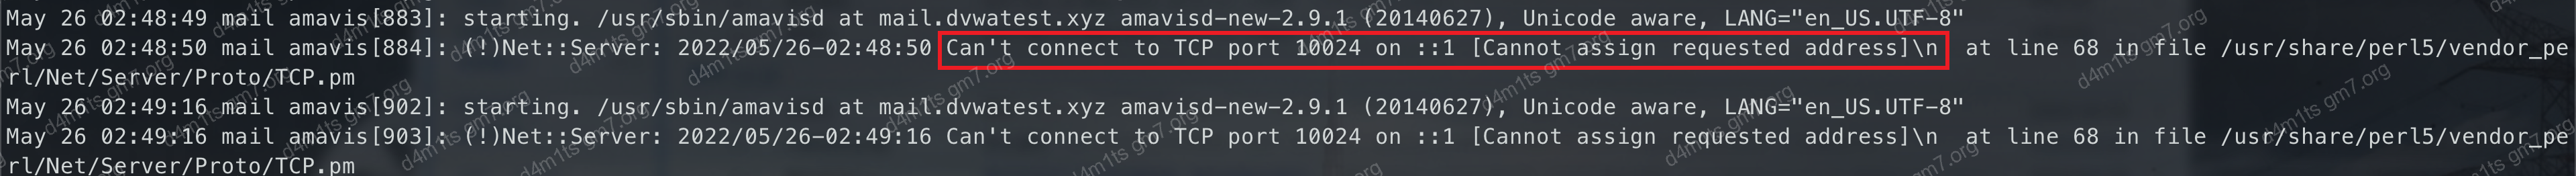 May 26 02:48:49 mail amavis[883]: starting. /usr/sbin/amavisd at mail.dvwatest.xyz amavisd-new-2.9.1 (20140627), Unicode aware, LANG="en_US.UTF-8"
May 26 02:48:50 mail amavis[884]: (!)Net::Server: 2022/05/26-02:48:50 Can't connect to TCP port 10024 on ::1 [Cannot assign requested address]\n  at line 68 in file /usr/share/perl5/vendor_pe
rl/Net/Server/Proto/TCP.pm
May 26 02:49:16 mail amavis[902]: starting. /usr/sbin/amavisd at mail.dvwatest.xyz amavisd-new-2.9.1 (20140627), Unicode aware, LANG="en_US.UTF-8"
May 26 02:49:16 mail amavis[903]: (!)Net::Server: 2022/05/26-02:49:16 Can't connect to TCP port 10024 on ::1 [Cannot assign requested address]\n  at line 68 in file /usr/share/perl5/vendor_pe
rl/Net/Server/Proto/TCP.pm
d4m1ts gm7.org